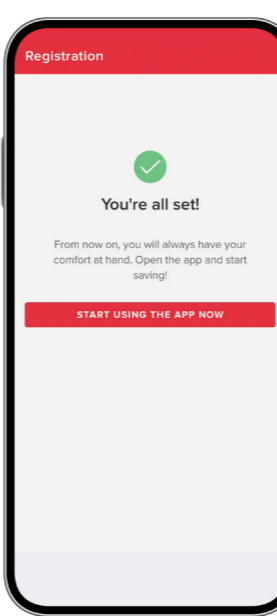 Registration
You're all set!
From now on, you will always have your
comfort at hand. Open the app and start
saving!
START USING THE APP NOW